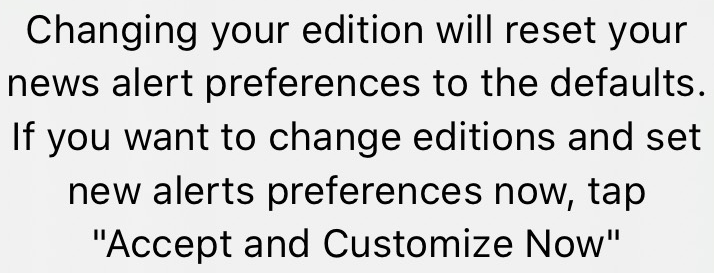 Changing your edition will reset your
news alert preferences to the defaults.
If you want to change editions and set
new alerts preferences now, tap
"Accept and Customize Now"